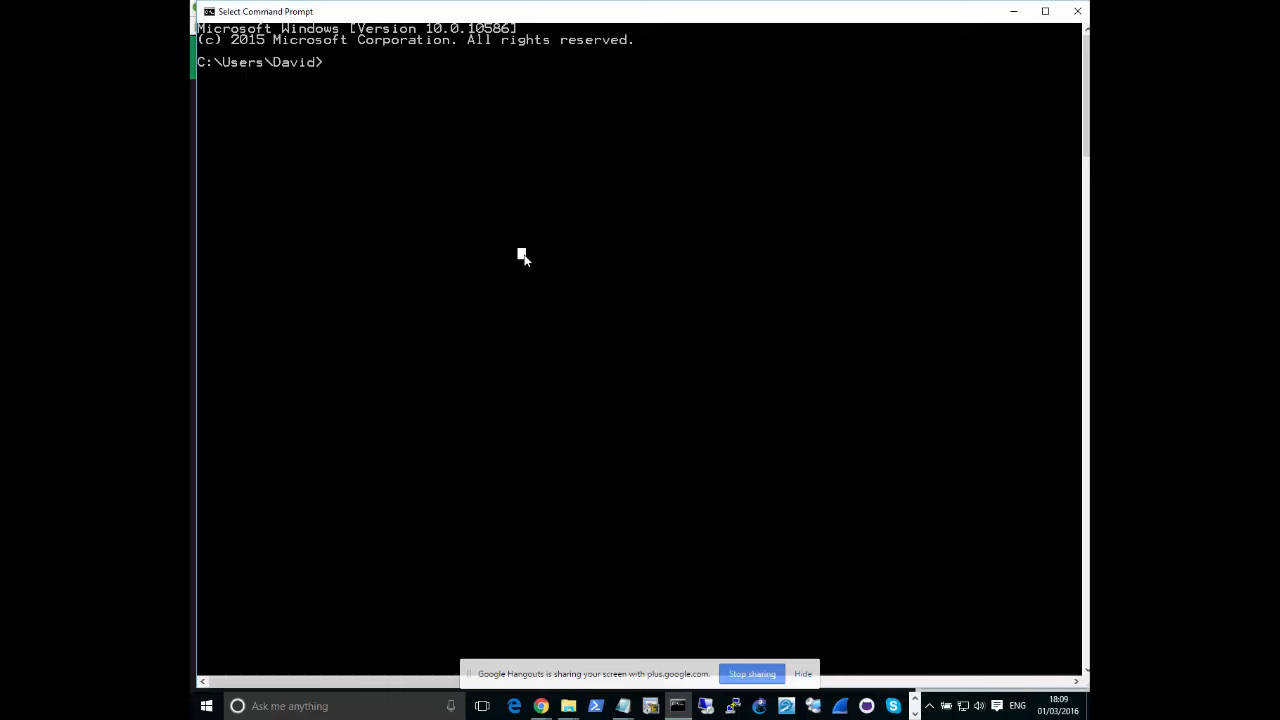 Select Command Prompt
Microsoft Windows [Version 10.0.10586]
(c) 2015 Microsoft Corporation. All rights reserved.
C:\Users\David>
Google Hangouts is sharing your screen with plus.google.com.
Stop sharing
Hide
Ask me anything
ENG
18:09
01/03/2016